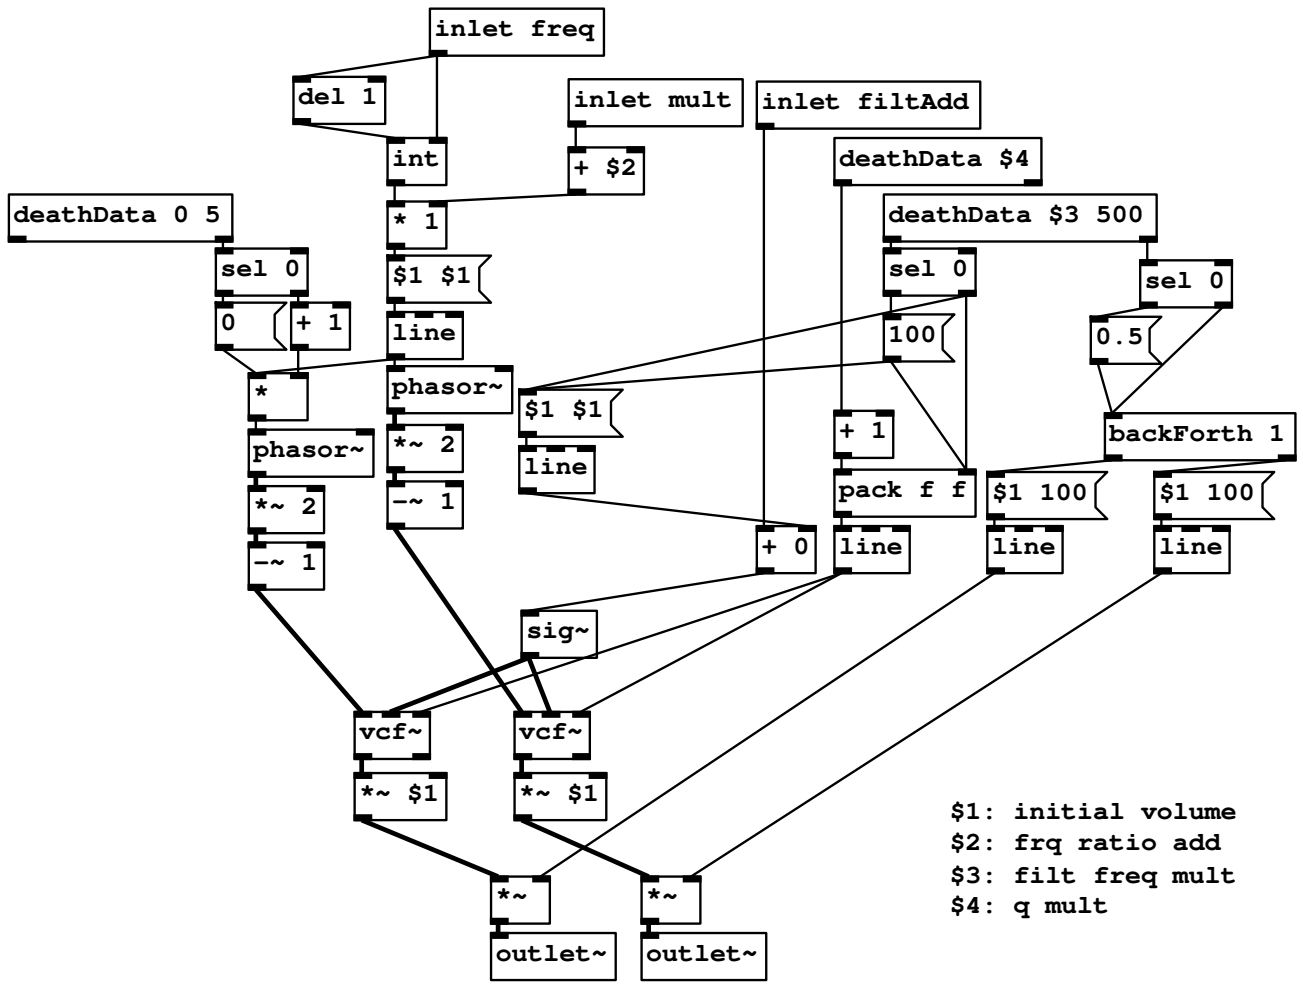 inlet freq
del 1
inlet mult
inlet filtAdd
int
+ $2
deathData $4
deathData 0 5
* 1
deathData $3 500
sel 0
$1 $1
sel 0
sel 0
0
+ 1
line
100
0.5
*
phasor~
$1 $1
+ 1
backForth 1
phasor~
*~ 2
line
pack f f
$1 100
$1 100
*~ 2
-~ 1
-~ 1
+ 0
line
line
line
sig~
vcf~
vcf~
*~ $1
*~ $1
$1: initial volume
$2: frq ratio add
$3: filt freq mult
$4: q mult
*~
*~
outlet~
outlet~